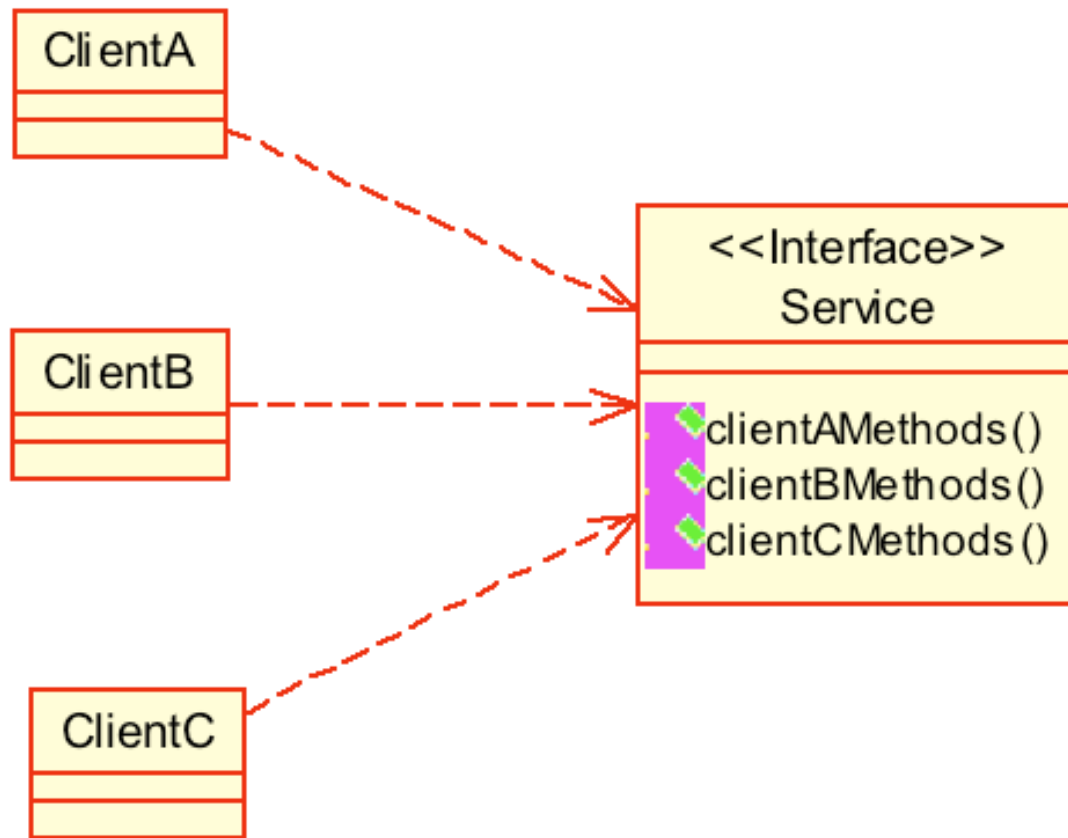 ClientA
<<Interface>>
Service
ClientB
clientAMethods()
clientBMethods()
clientCMethods()
ClientC